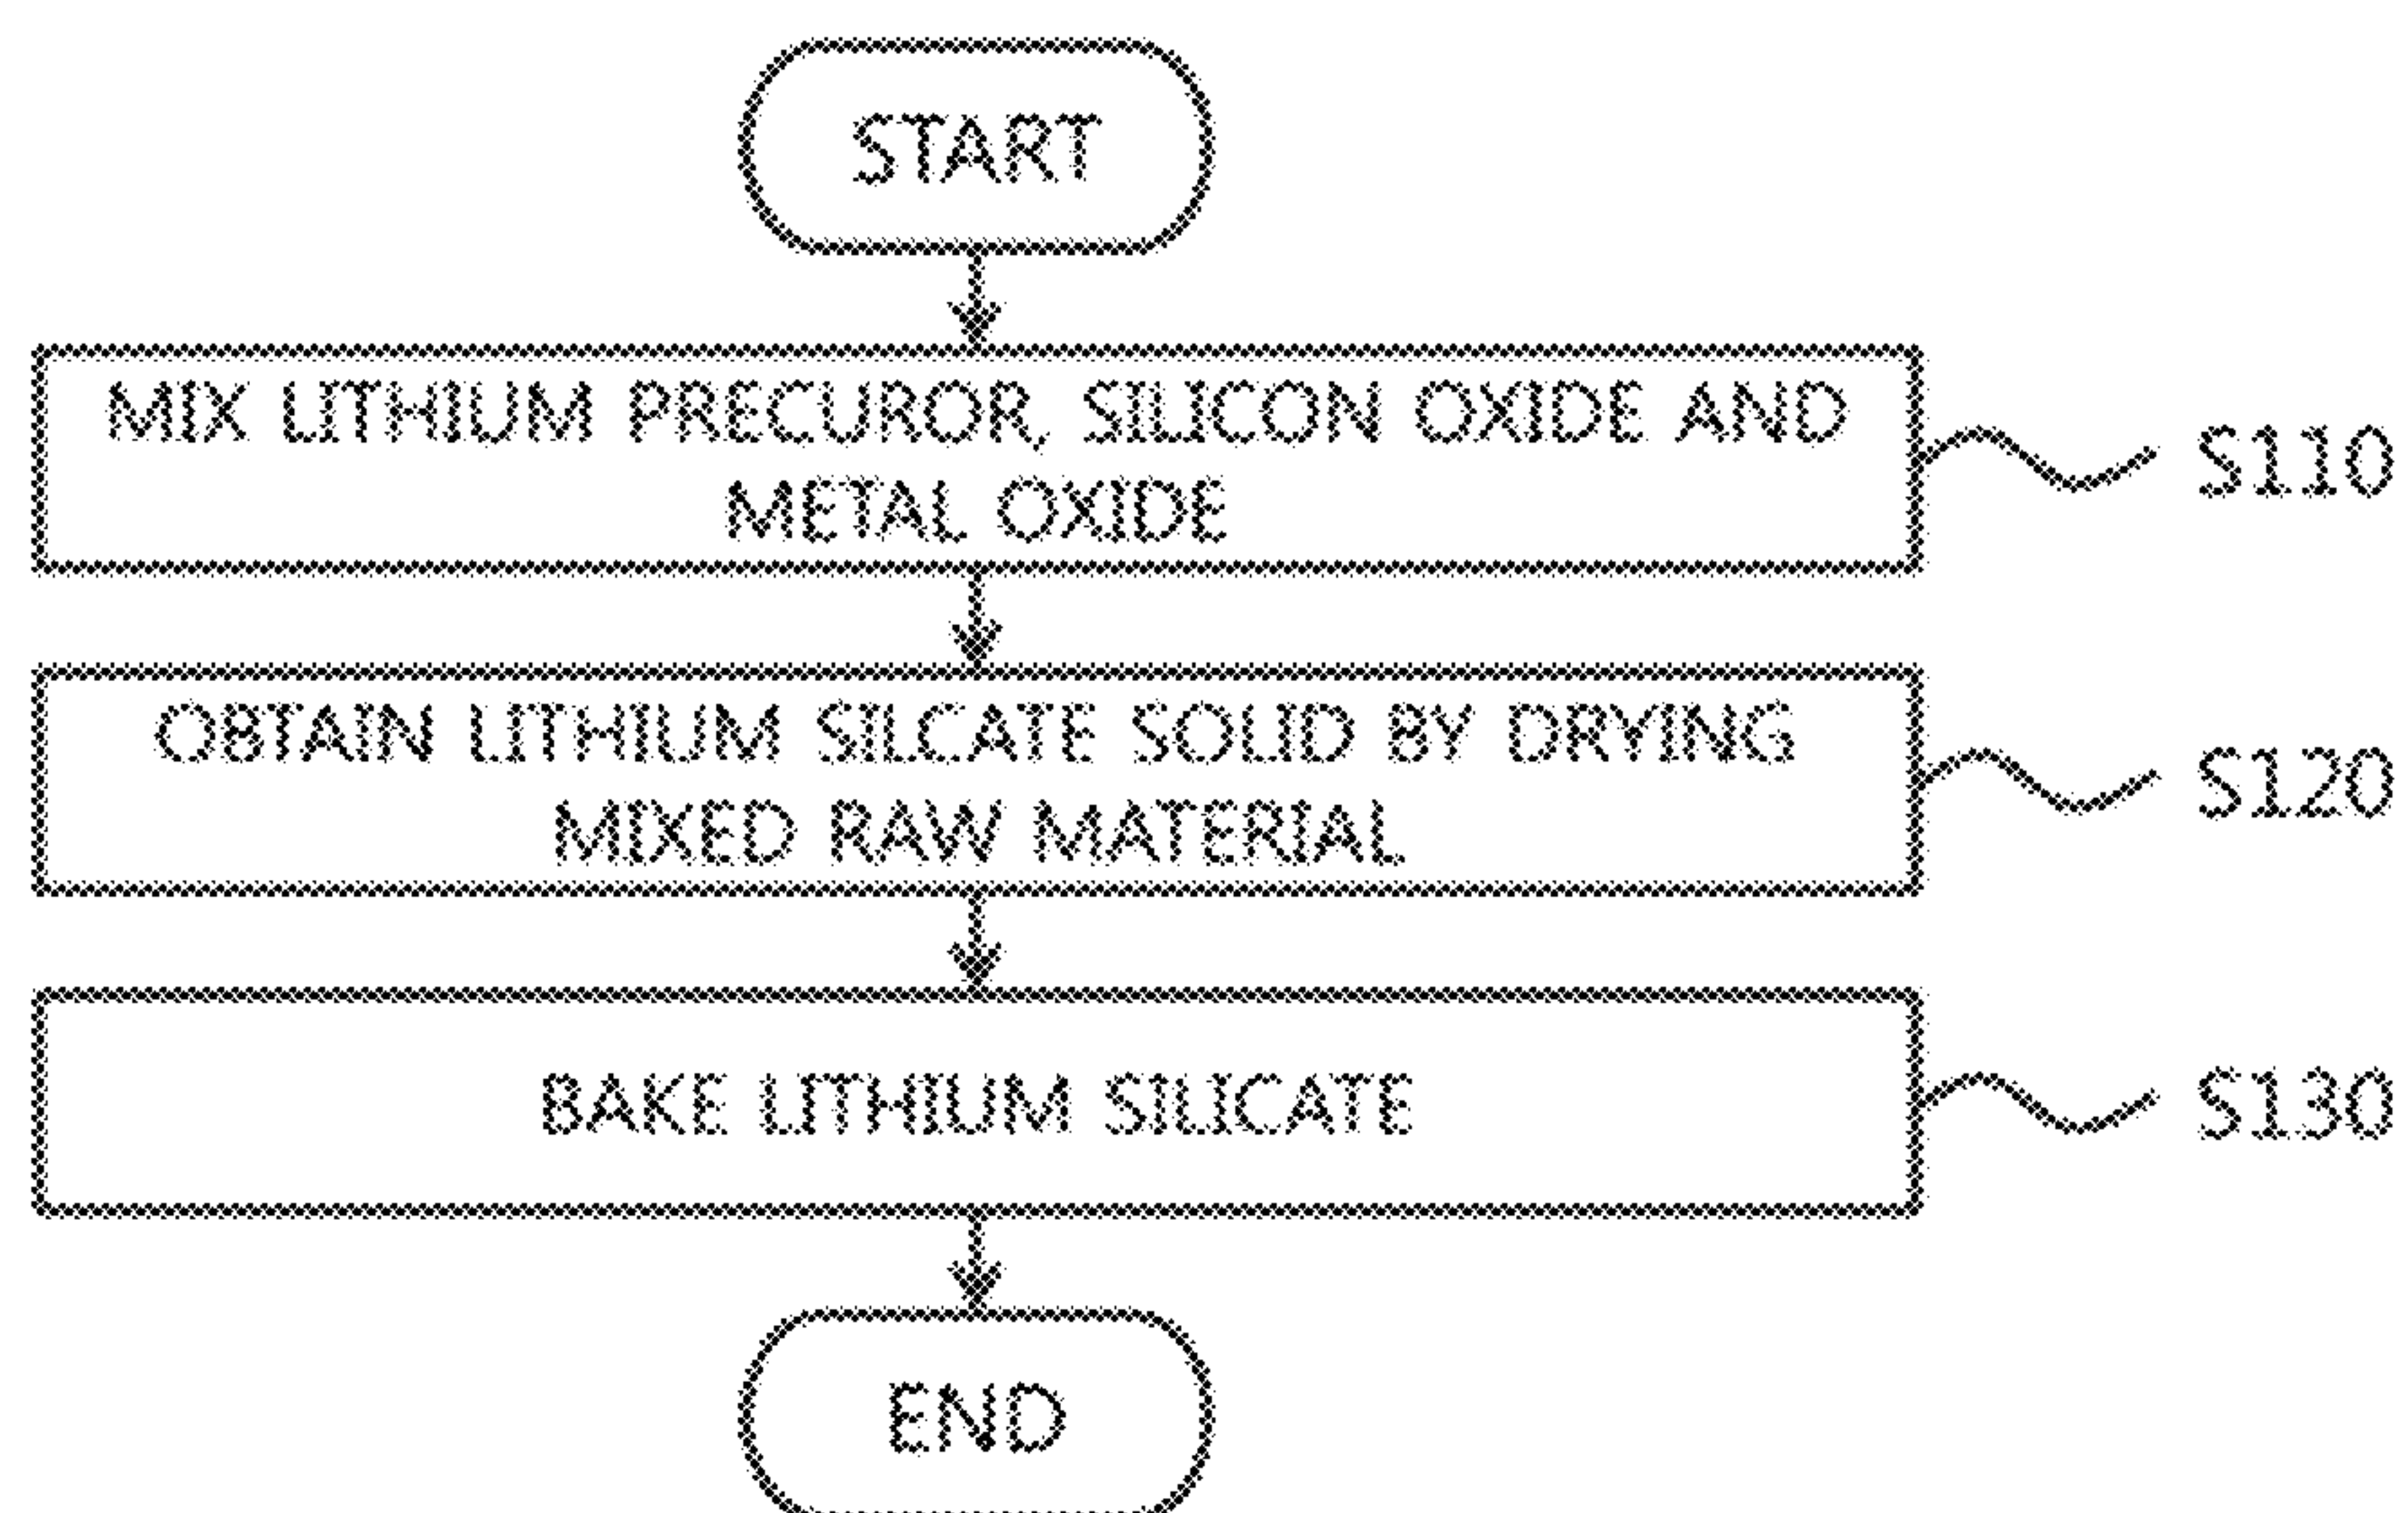 START
MIX LITHIUM PRECUROR, SILICON OXIDE AND
METAL OXIDE
S110
OBTAIN LITHIUM SILCATE SOLID BY DRYING
MIXED RAW MATERIAL
S120
BAKE LITHIUM SILICATE
S130
END